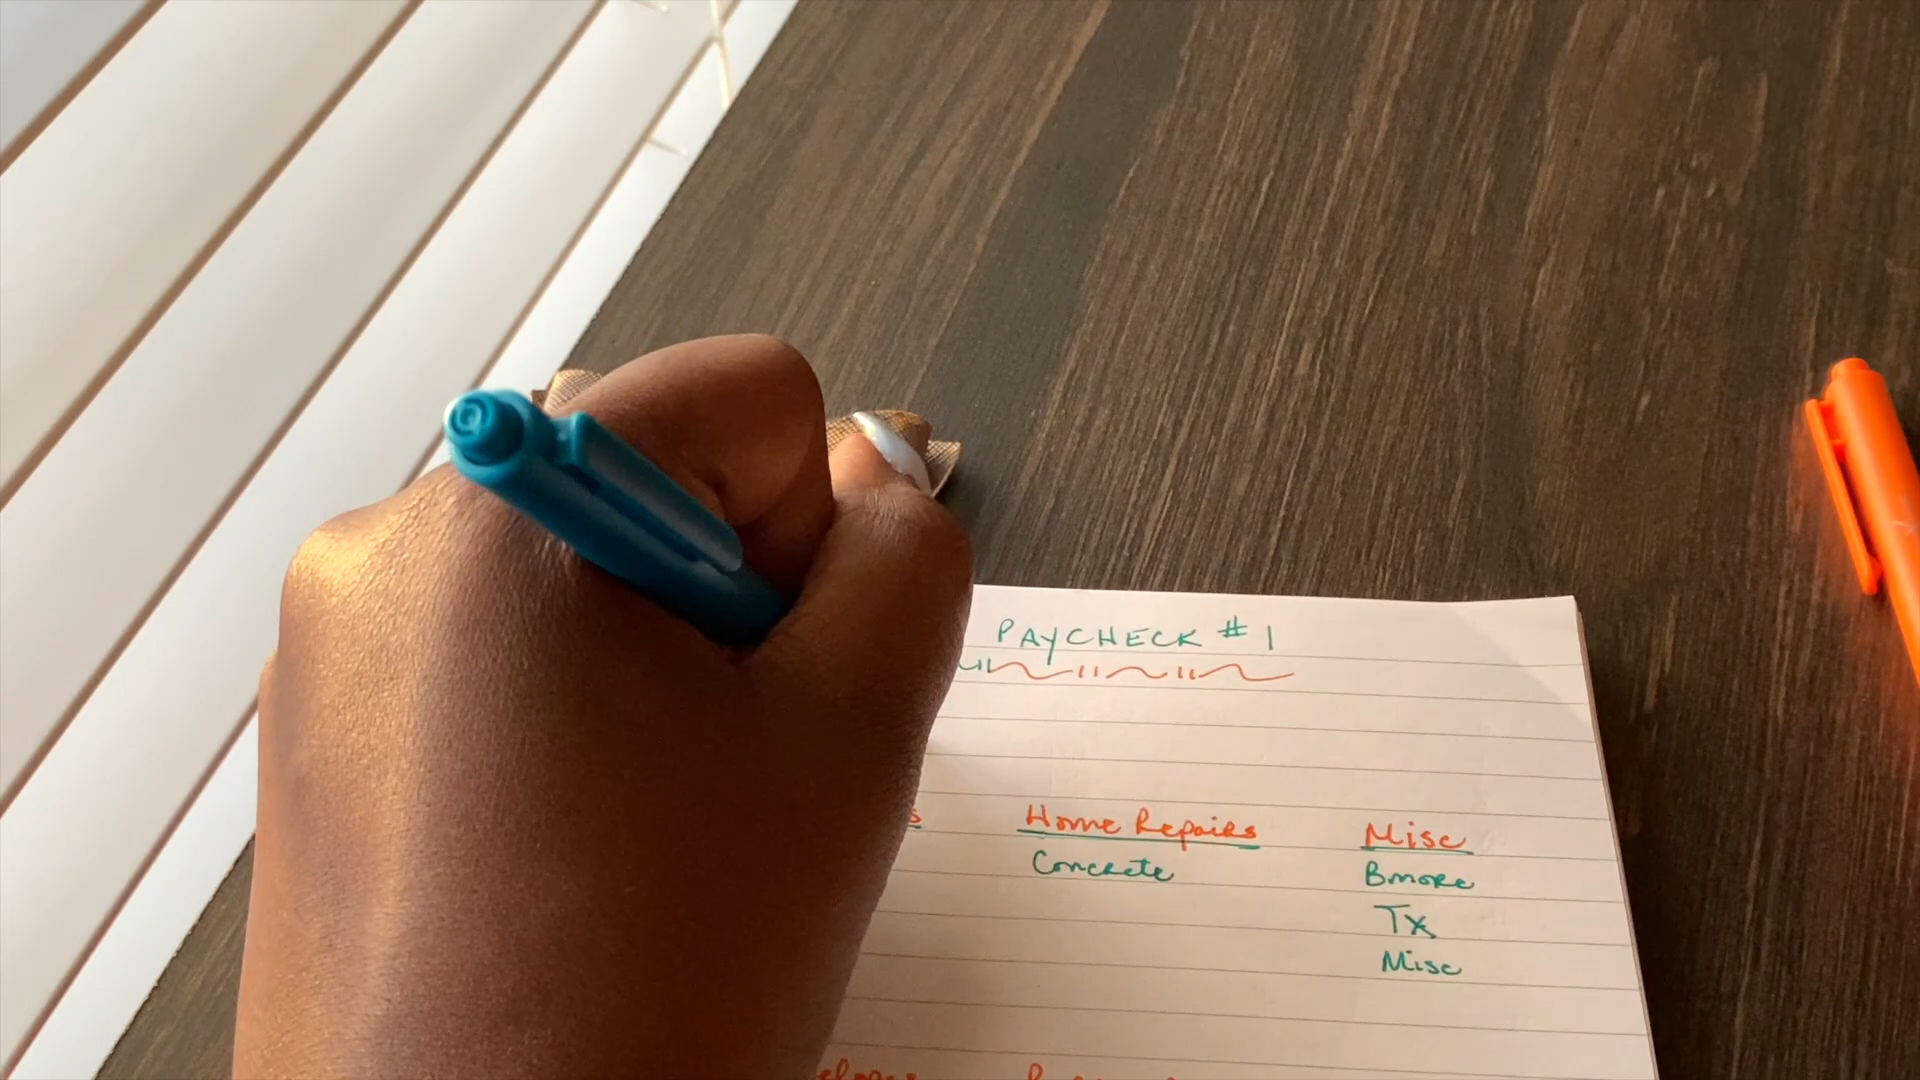 PAYCHECK #1
Home Repairs Misc
Concrete Bmore
Tx
Misc